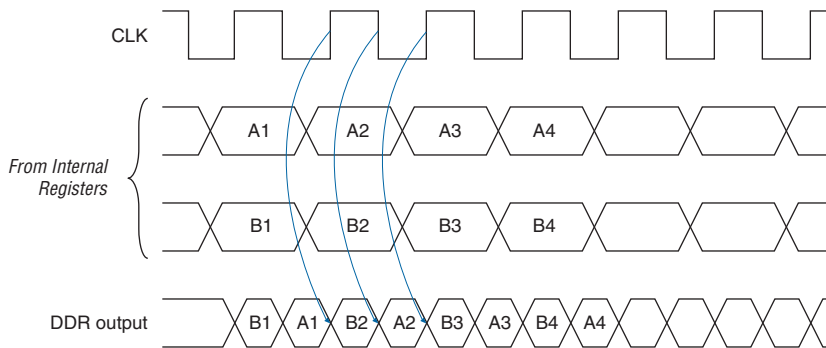 CLK
A1 A2 A3 A4
From Internal
Registers
B1 B2 B3 B4
DDR output B1 A1 B2 A2 B3 A3 B4 A4